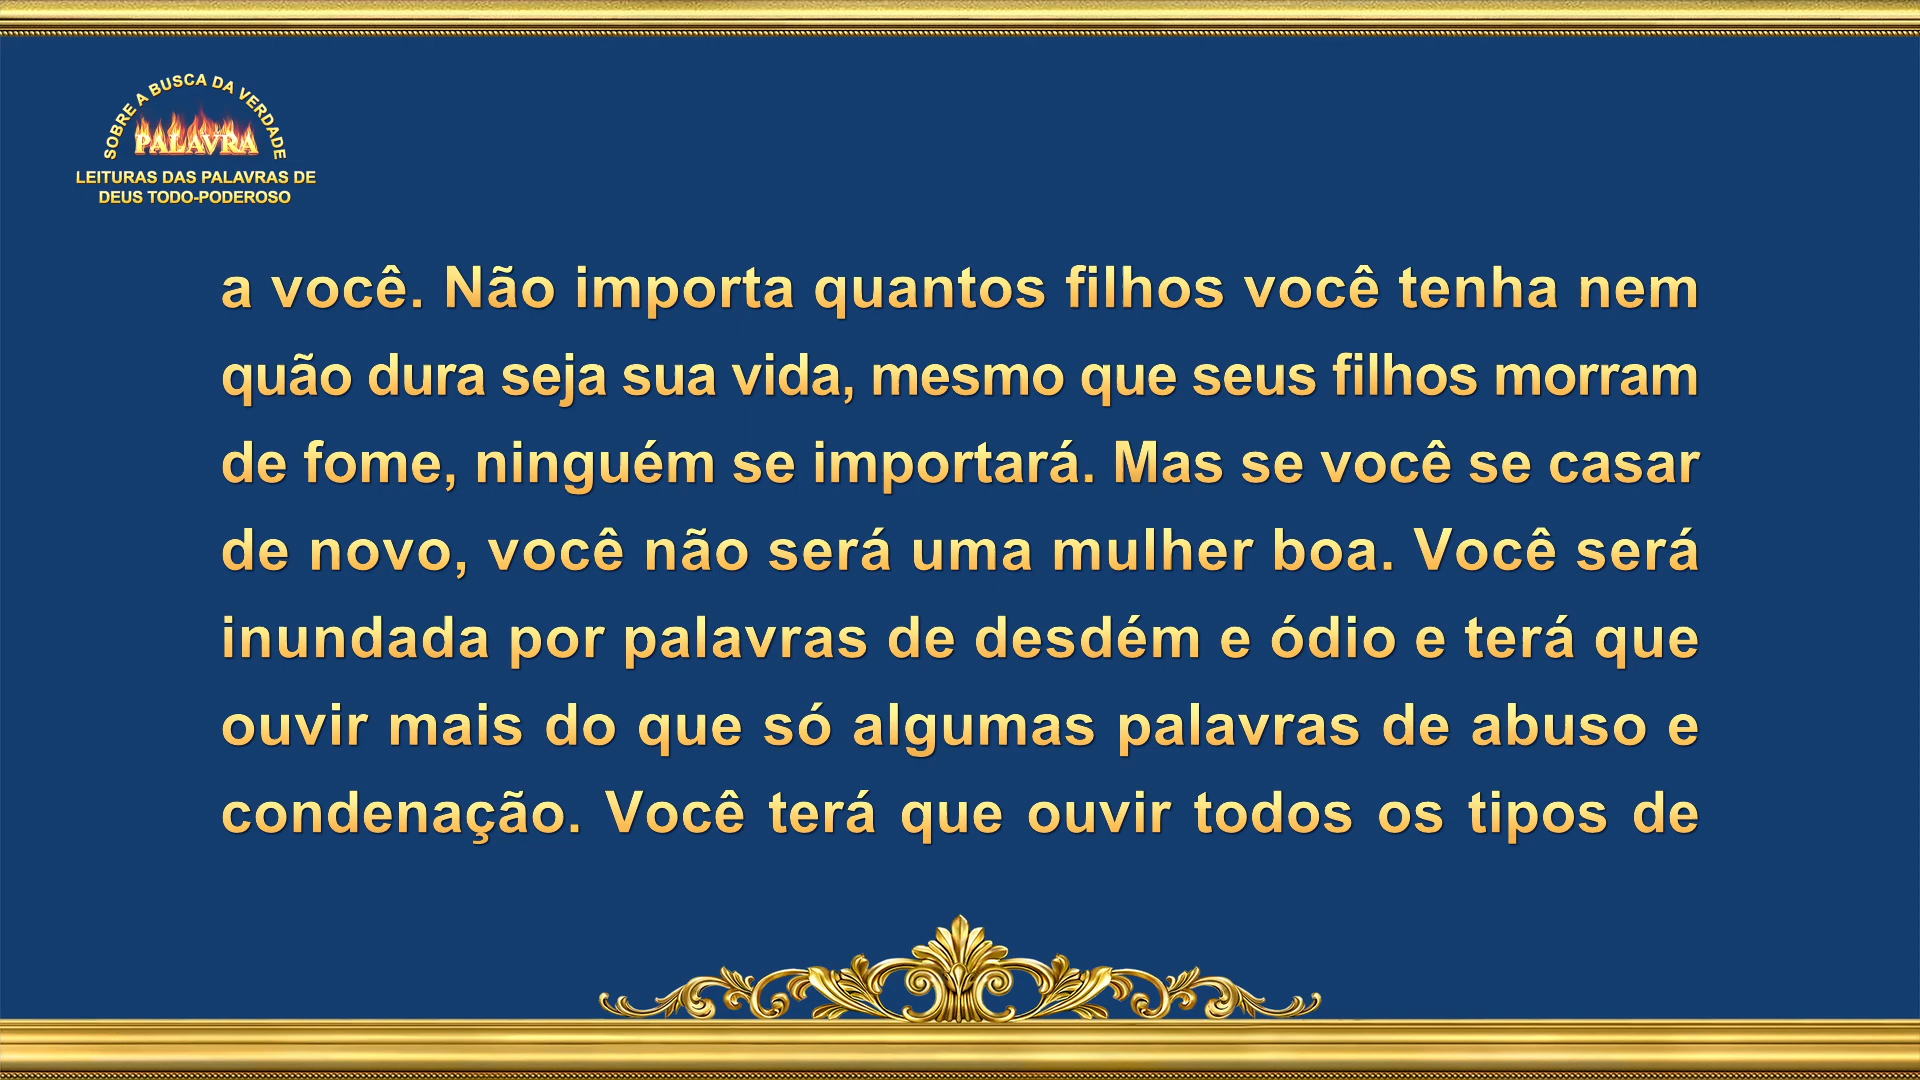 SOBRE A BUSCA DA VERDADE
PALAVRA
LEITURAS DAS PALAVRAS DE
DEUS TODO-PODEROSO
a você. Não importa quantos filhos você tenha nem
quão dura seja sua vida, mesmo que seus filhos morram
de fome, ninguém se importará. Mas se você se casar
de novo, você não será uma mulher boa. Você será
inundada por palavras de desdém e ódio e terá que
ouvir mais do que só algumas palavras de abuso e
condenação. Você terá que ouvir todos os tipos de